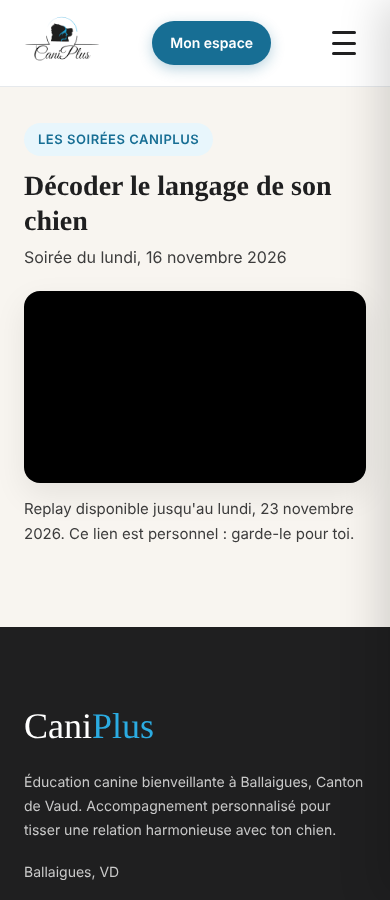 CaniPlus
Mon espace
LES SOIRÉES CANIPLUS
Décoder le langage de son
chien
Soirée du lundi, 16 novembre 2026
Replay disponible jusqu'au lundi, 23 novembre
2026. Ce lien est personnel : garde-le pour toi.
CaniPlus
Éducation canine bienveillante à Ballaigues, Canton
de Vaud. Accompagnement personnalisé pour
tisser une relation harmonieuse avec ton chien.
Ballaigues, VD